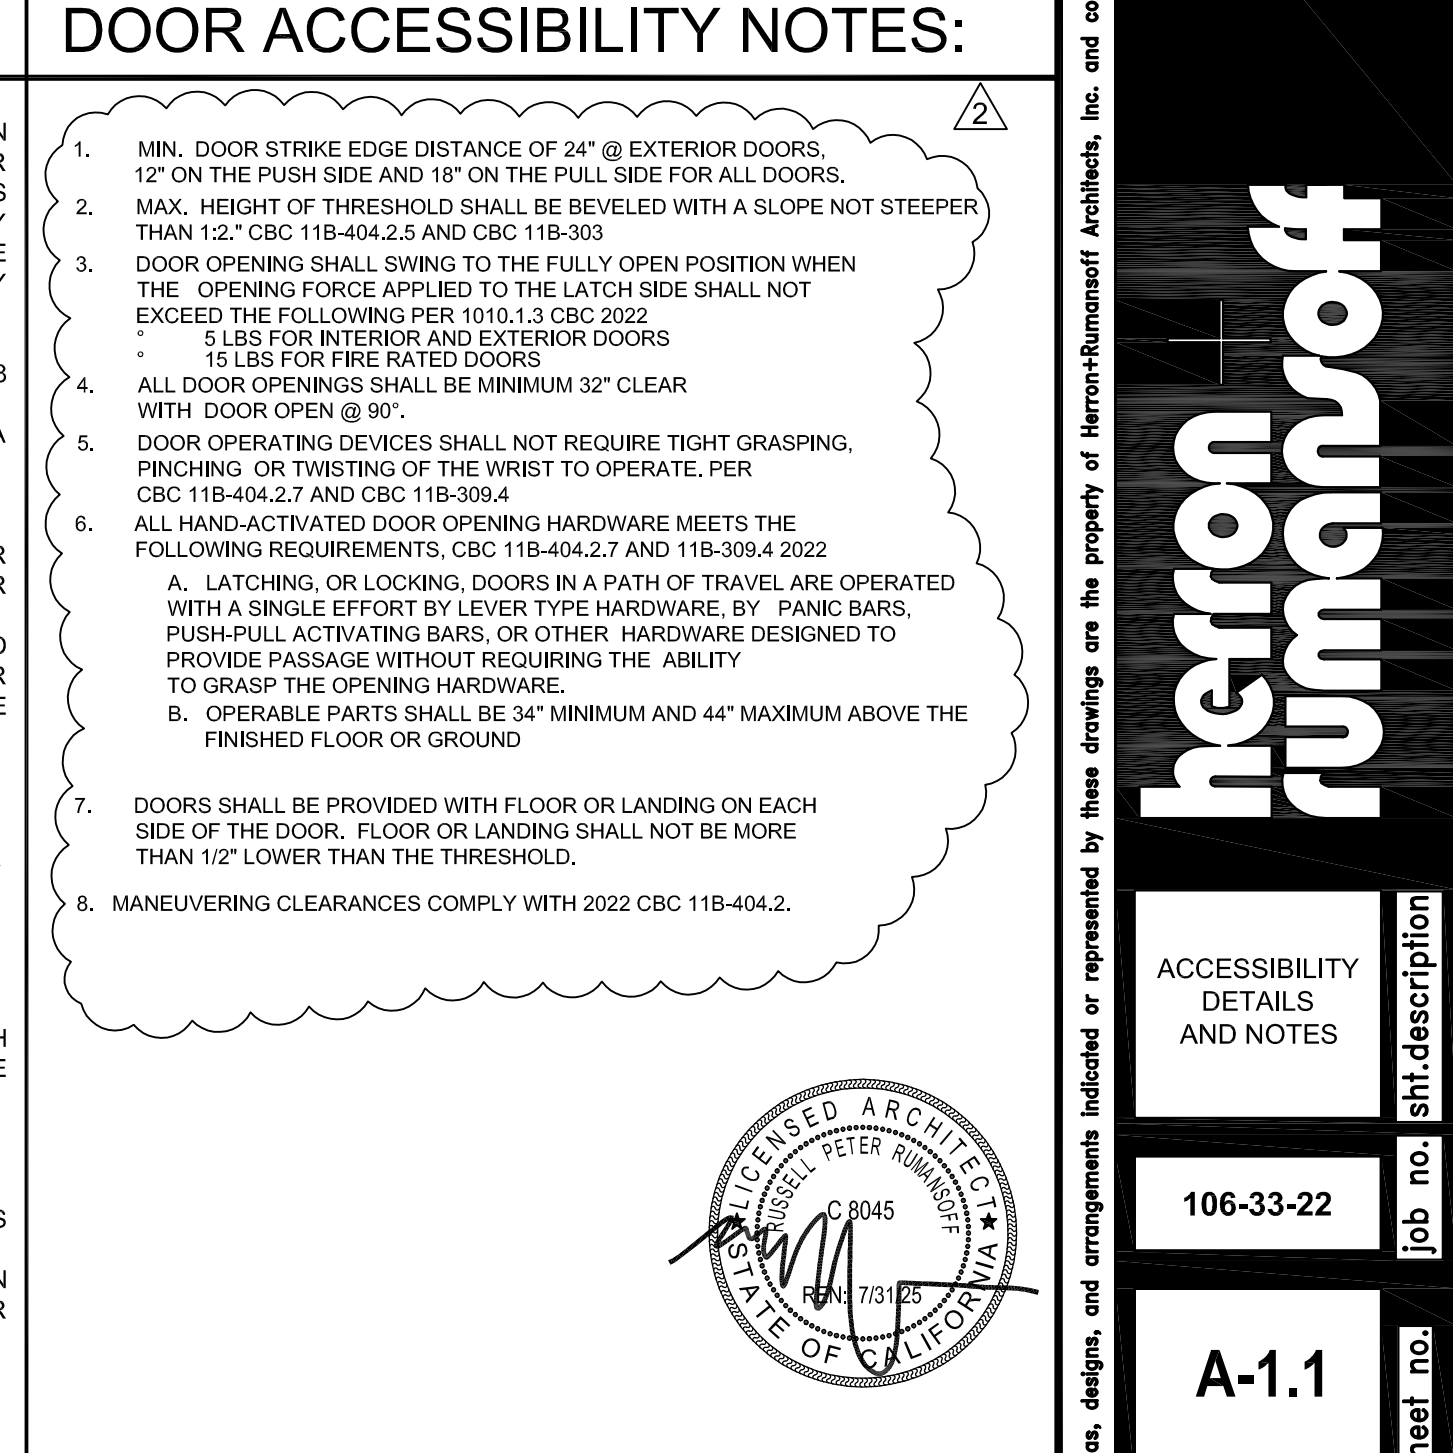 DOOR ACCESSIBILITY NOTES:
2
1. MIN. DOOR STRIKE EDGE DISTANCE OF 24" @ EXTERIOR DOORS,
12" ON THE PUSH SIDE AND 18" ON THE PULL SIDE FOR ALL DOORS.
2. MAX. HEIGHT OF THRESHOLD SHALL BE BEVELED WITH A SLOPE NOT STEEPER
THAN 1:2." CBC 11B-404.2.5 AND CBC 11B-303
3. DOOR OPENING SHALL SWING TO THE FULLY OPEN POSITION WHEN
THE OPENING FORCE APPLIED TO THE LATCH SIDE SHALL NOT
EXCEED THE FOLLOWING PER 1010.1.3 CBC 2022
° 5 LBS FOR INTERIOR AND EXTERIOR DOORS
° 15 LBS FOR FIRE RATED DOORS
4. ALL DOOR OPENINGS SHALL BE MINIMUM 32" CLEAR
WITH DOOR OPEN @ 90°.
5. DOOR OPERATING DEVICES SHALL NOT REQUIRE TIGHT GRASPING,
PINCHING OR TWISTING OF THE WRIST TO OPERATE. PER
CBC 11B-404.2.7 AND CBC 11B-309.4
6. ALL HAND-ACTIVATED DOOR OPENING HARDWARE MEETS THE
FOLLOWING REQUIREMENTS, CBC 11B-404.2.7 AND 11B-309.4 2022
A. LATCHING, OR LOCKING, DOORS IN A PATH OF TRAVEL ARE OPERATED
WITH A SINGLE EFFORT BY LEVER TYPE HARDWARE, BY PANIC BARS,
PUSH-PULL ACTIVATING BARS, OR OTHER HARDWARE DESIGNED TO
PROVIDE PASSAGE WITHOUT REQUIRING THE ABILITY
TO GRASP THE OPENING HARDWARE.
B. OPERABLE PARTS SHALL BE 34" MINIMUM AND 44" MAXIMUM ABOVE THE
FINISHED FLOOR OR GROUND
7. DOORS SHALL BE PROVIDED WITH FLOOR OR LANDING ON EACH
SIDE OF THE DOOR. FLOOR OR LANDING SHALL NOT BE MORE
THAN 1/2" LOWER THAN THE THRESHOLD.
8. MANEUVERING CLEARANCES COMPLY WITH 2022 CBC 11B-404.2.
LICENSED ARCHITECT
RUSSELL PETER RUMANSOFF
C 8045
REN: 7/31/25
STATE OF CALIFORNIA
designs, and arrangements indicated or represented by these drawings are the property of Herron+Rumansoff Architects, Inc. and
herron
rumansoff
ACCESSIBILITY
DETAILS
AND NOTES
sht.description
106-33-22
job no.
A-1.1
no.